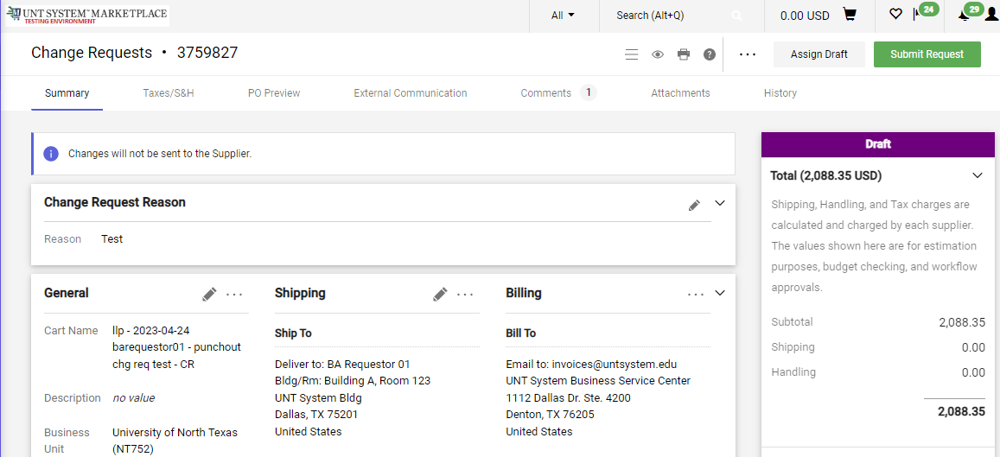 UNT SYSTEM™ MARKETPLACE
TESTING ENVIRONMENT
All
Search (Alt+Q)
0.00 USD
24
29
Change Requests • 3759827
Assign Draft
Submit Request
Summary
Taxes/S&H
PO Preview
External Communication
Comments 1
Attachments
History
Changes will not be sent to the Supplier.
Change Request Reason
Reason Test
General
Cart Name llp - 2023-04-24
barequestor01 - punchout
chg req test - CR
Description no value
Business University of North Texas
Unit (NT752)
Shipping
Ship To
Deliver to: BA Requestor 01
Bldg/Rm: Building A, Room 123
UNT System Bldg
Dallas, TX 75201
United States
Billing
Bill To
Email to: invoices@untsystem.edu
UNT System Business Service Center
1112 Dallas Dr. Ste. 4200
Denton, TX 76205
United States
Draft
Total (2,088.35 USD)
Shipping, Handling, and Tax charges are
calculated and charged by each supplier.
The values shown here are for estimation
purposes, budget checking, and workflow
approvals.
Subtotal 2,088.35
Shipping 0.00
Handling 0.00
2,088.35